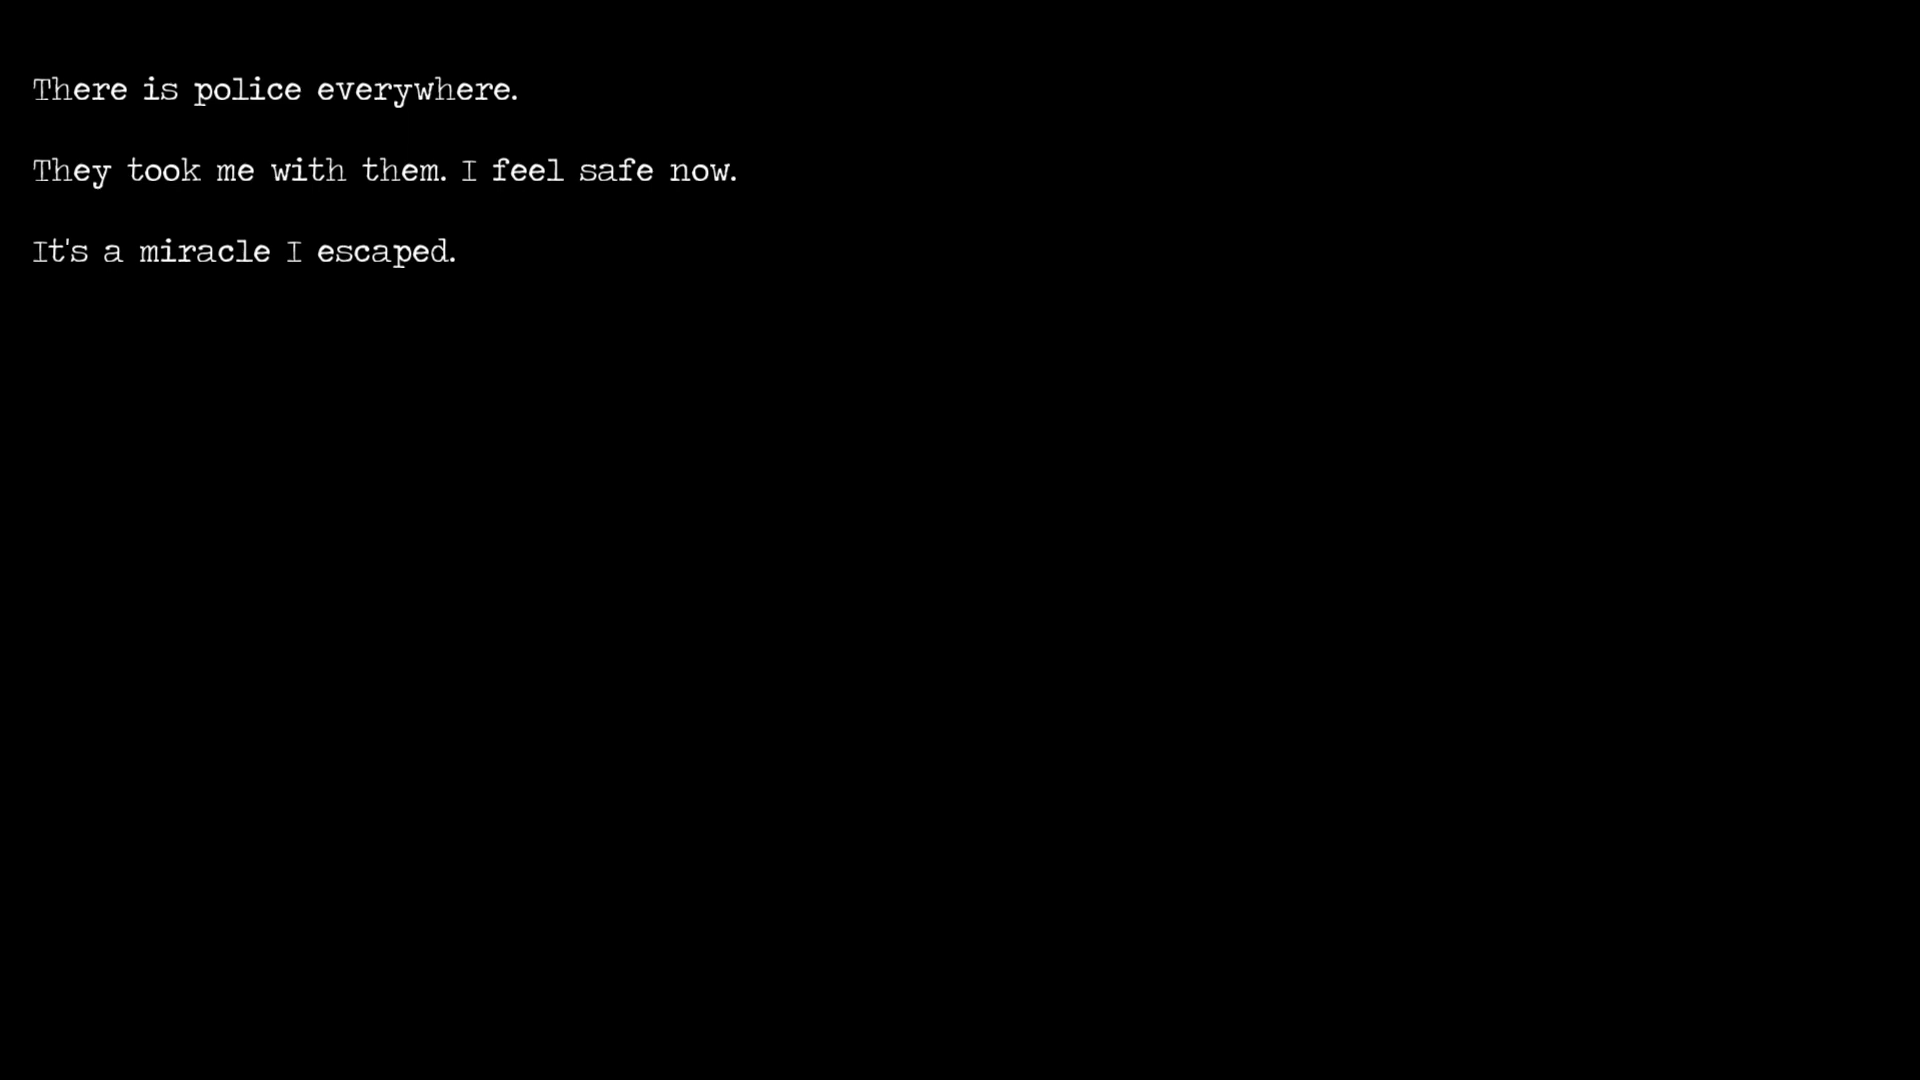 There is police everywhere.
They took me with them. I feel safe now.
It's a miracle I escaped.